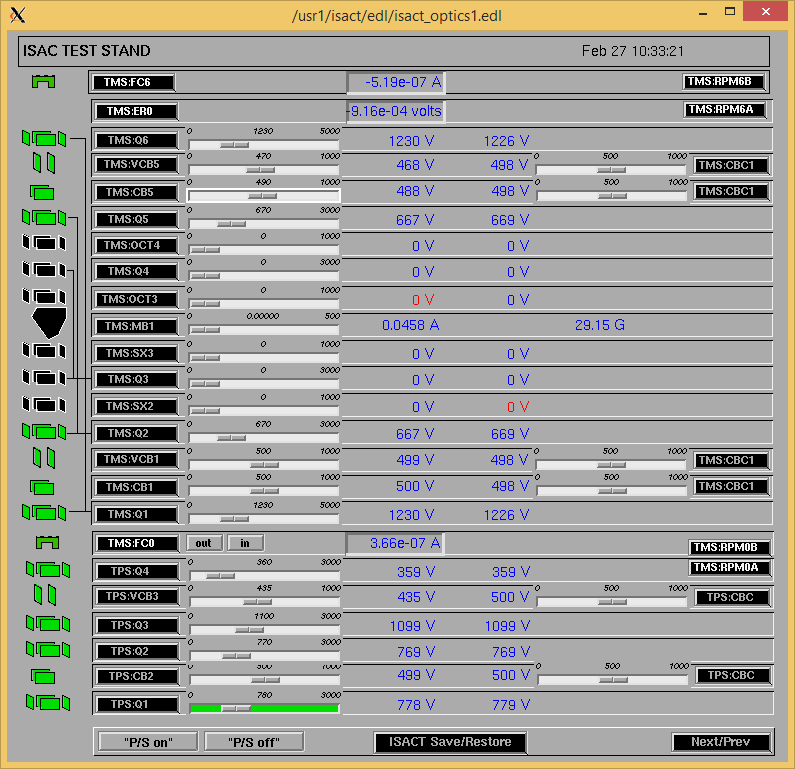 /usr1/isact/edl/isact_optics1.edl
ISAC TEST STAND Feb 27 10:33:21
TMS:FC6 -5.19e-07 A TMS:RPM6B
TMS:ER0 -9.16e-04 volts TMS:RPM6A
TMS:Q6 0 1230 5000 1230 V 1226 V
TMS:VCB5 0 470 1000 468 V 498 V 0 500 1000 TMS:CBC1
TMS:CB5 0 490 1000 488 V 498 V 0 500 1000 TMS:CBC1
TMS:Q5 0 670 3000 667 V 669 V
TMS:OCT4 0 0 1000 0 V 0 V
TMS:Q4 0 0 3000 0 V 0 V
TMS:OCT3 0 0 1000 0 V 0 V
TMS:MB1 0 0.00000 500 0.0458 A 29.15 G
TMS:SX3 0 0 1000 0 V 0 V
TMS:Q3 0 0 3000 0 V 0 V
TMS:SX2 0 0 1000 0 V 0 V
TMS:Q2 0 670 3000 667 V 669 V
TMS:VCB1 0 500 1000 499 V 498 V 0 500 1000 TMS:CBC1
TMS:CB1 0 500 1000 500 V 498 V 0 500 1000 TMS:CBC1
TMS:Q1 0 1230 5000 1230 V 1226 V
TMS:FC0 out in 3.66e-07 A TMS:RPM0B
TPS:Q4 0 360 3000 359 V 359 V TMS:RPM0A
TPS:VCB3 0 435 1000 435 V 500 V 0 500 1000 TPS:CBC
TPS:Q3 0 1100 3000 1099 V 1099 V
TPS:Q2 0 770 3000 769 V 769 V
TPS:CB2 0 500 1000 499 V 500 V 0 500 1000 TPS:CBC
TPS:Q1 0 780 3000 778 V 779 V
"P/S on" "P/S off" ISACT Save/Restore Next/Prev